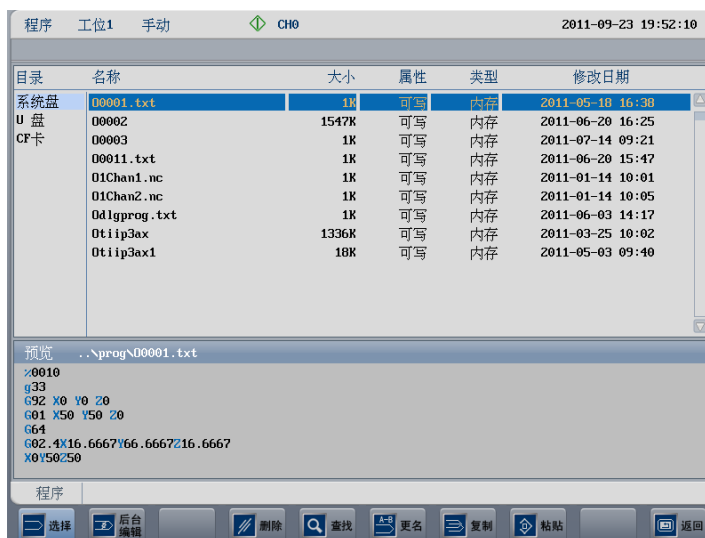 程序 工位1 手动 CH0 2011-09-23 19:52:10
目录 名称 大小 属性 类型 修改日期
系统盘 O0001.txt 1K 可写 内存 2011-05-18 16:38
U 盘 O0002 1547K 可写 内存 2011-06-20 16:25
CF卡 O0003 1K 可写 内存 2011-07-14 09:21
O0011.txt 1K 可写 内存 2011-06-20 15:47
O1Chan1.nc 1K 可写 内存 2011-01-14 10:01
O1Chan2.nc 1K 可写 内存 2011-01-14 10:05
Odlgprog.txt 1K 可写 内存 2011-06-03 14:17
Otiip3ax 1336K 可写 内存 2011-03-25 10:02
Otiip3ax1 18K 可写 内存 2011-05-03 09:40
预览 ..\prog\O0001.txt
%0010
g33
G92 X0 Y0 Z0
G01 X50 Y50 Z0
G64
G02.4X16.6667Y66.6667Z16.6667
X0Y50Z50
程序
选择 后台编辑 删除 查找 A-B 更名 复制 粘贴 返回